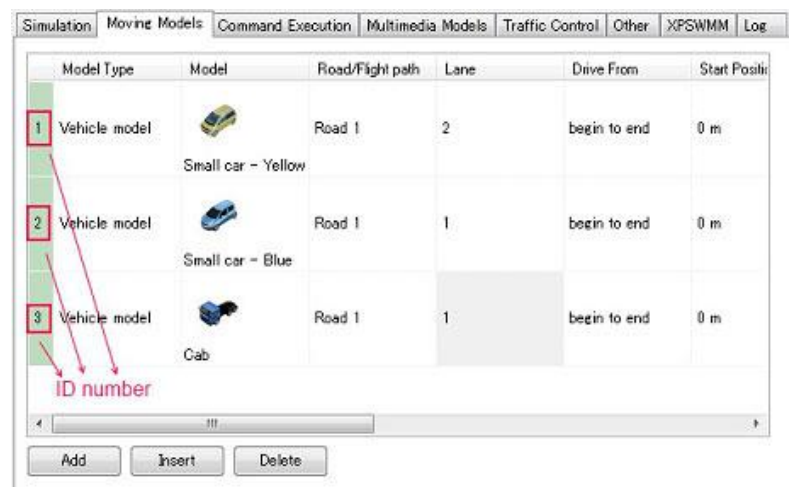 Simulation Moving Models Command Execution Multimedia Models Traffic Control Other XPSWMM Log
Model Type Model Road/Flight path Lane Drive From Start Positic
1 Vehicle model Road 1 2 begin to end 0 m
Small car - Yellow
2 Vehicle model Road 1 1 begin to end 0 m
Small car - Blue
3 Vehicle model Road 1 1 begin to end 0 m
Cab
ID number
Add Insert Delete